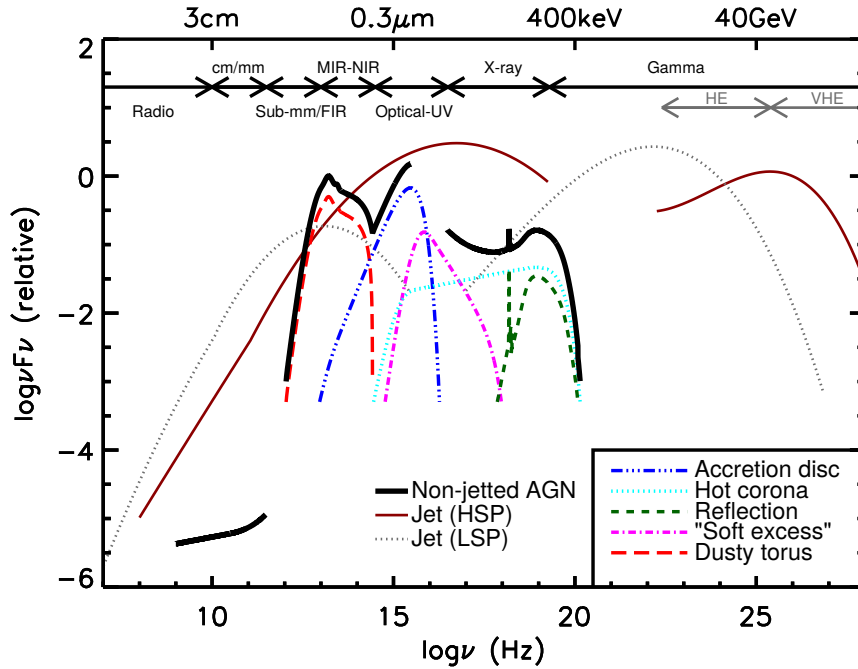 3cm 0.3μm 400keV 40GeV
cm/mm MIR-NIR X-ray Gamma
Radio Sub-mm/FIR Optical-UV HE VHE
2
0
-2
-4
-6
logνFν (relative)
Non-jetted AGN
Jet (HSP)
Jet (LSP)
Accretion disc
Hot corona
Reflection
"Soft excess"
Dusty torus
10 15 20 25
logν (Hz)